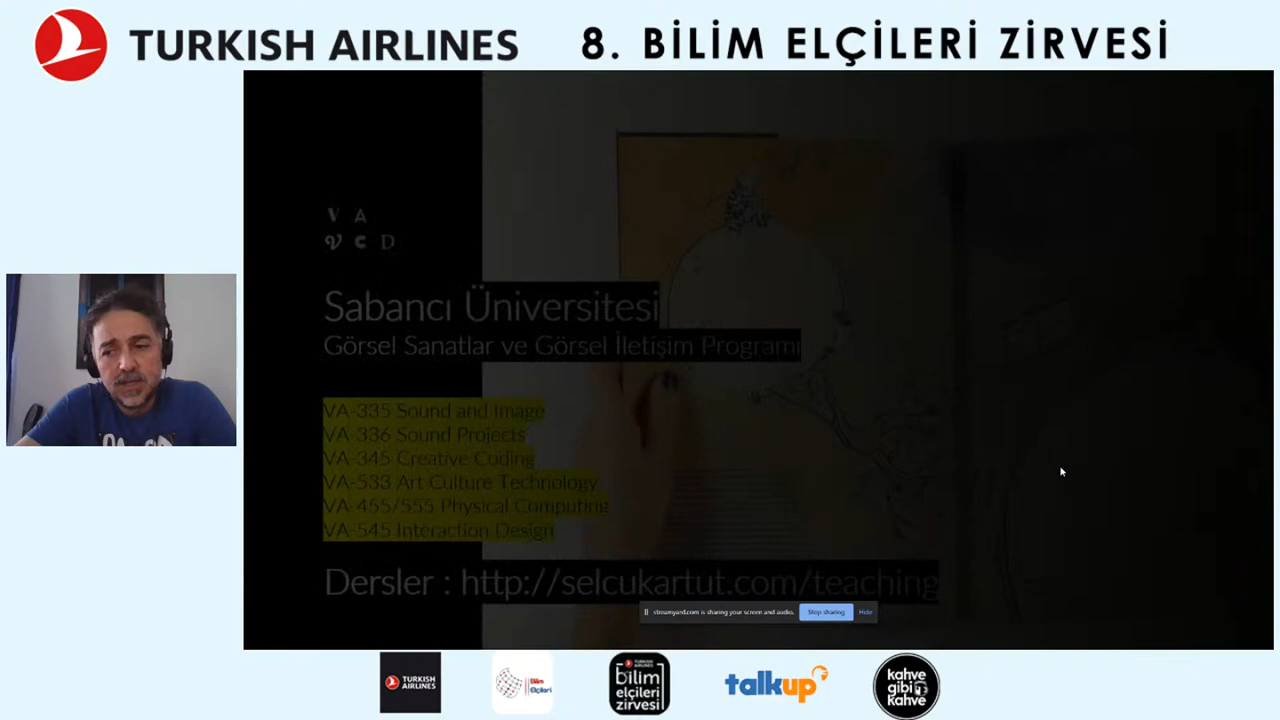 TURKISH AIRLINES
8. BİLİM ELÇİLERİ ZİRVESİ
V A
V C D
Sabancı Üniversitesi
Görsel Sanatlar ve Görsel İletişim Programı
VA-335 Sound and Image
VA-336 Sound Projects
VA-345 Creative Coding
VA-533 Art Culture Technology
VA-455/555 Physical Computing
VA-545 Interaction Design
Dersler : http://selcukartut.com/teaching
streamyard.com is sharing your screen and audio.
Stop sharing
Hide
TURKISH AIRLINES
Bilim Elçileri
TURKISH AIRLINES
bilim
elçileri
zirvesi
talkup
kahve
gibi
kahve